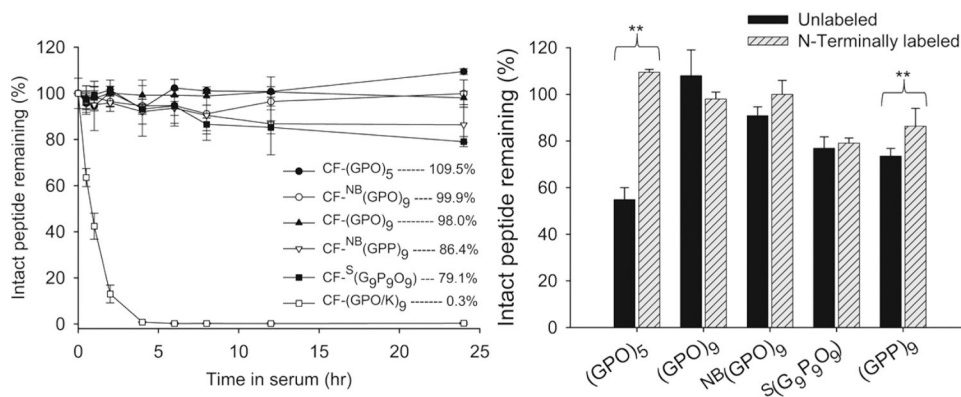 Intact peptide remaining (%)
120
100
80
60
40
20
0
CF-(GPO)5 ----- 109.5%
CF-NB(GPO)9 ----- 99.9%
CF-(GPO)9 ------- 98.0%
CF-NB(GPP)9 ----- 86.4%
CF-S(G9P9O9) --- 79.1%
CF-(GPO/K)9 ------ 0.3%
0 5 10 15 20 25
Time in serum (hr)
Unlabeled
N-Terminally labeled
Intact peptide remaining (%)
120
100
80
60
40
20
0
**
**
(GPO)5
(GPO)9
NB(GPO)9
S(G9P9O9)
(GPP)9